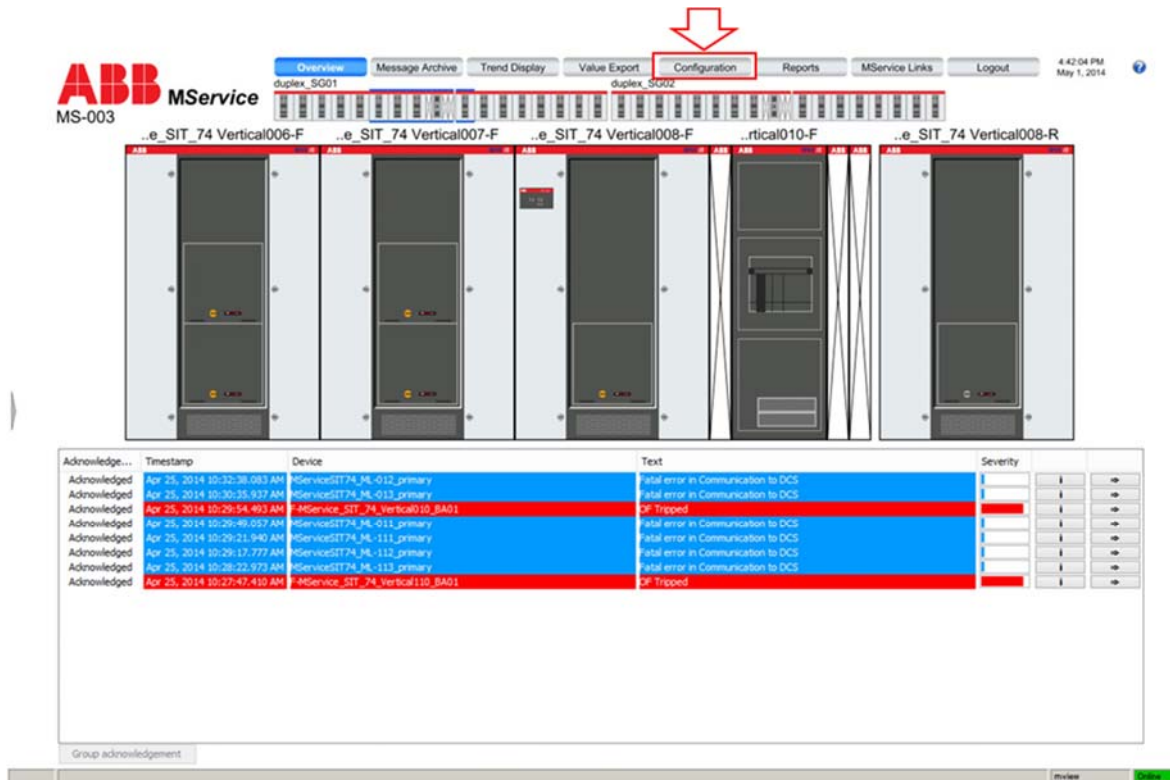 ABB MService
MS-003
Overview Message Archive Trend Display Value Export Configuration Reports MService Links Logout
4:42:04 PM
May 1, 2014
?
duplex_SG01 duplex_SG02
..e_SIT_74 Vertical006-F ..e_SIT_74 Vertical007-F ..e_SIT_74 Vertical008-F ..rtical010-F ..e_SIT_74 Vertical008-R
ABB ABB ABB ABB ABB ABB ABB ABB
Acknowledge... Timestamp Device Text Severity
Acknowledged Apr 25, 2014 10:32:38.083 AM MServiceSIT74_ML-012_primary Fatal error in Communication to DCS i
Acknowledged Apr 25, 2014 10:30:35.937 AM MServiceSIT74_ML-013_primary Fatal error in Communication to DCS i
Acknowledged Apr 25, 2014 10:29:54.493 AM F-MService_SIT_74_Vertical010_BA01 OF Tripped i
Acknowledged Apr 25, 2014 10:29:49.057 AM MServiceSIT74_ML-011_primary Fatal error in Communication to DCS i
Acknowledged Apr 25, 2014 10:29:21.940 AM MServiceSIT74_ML-111_primary Fatal error in Communication to DCS i
Acknowledged Apr 25, 2014 10:29:17.777 AM MServiceSIT74_ML-112_primary Fatal error in Communication to DCS i
Acknowledged Apr 25, 2014 10:28:22.973 AM MServiceSIT74_ML-113_primary Fatal error in Communication to DCS i
Acknowledged Apr 25, 2014 10:27:47.410 AM F-MService_SIT_74_Vertical110_BA01 OF Tripped i
Group acknowledgement
mview Online